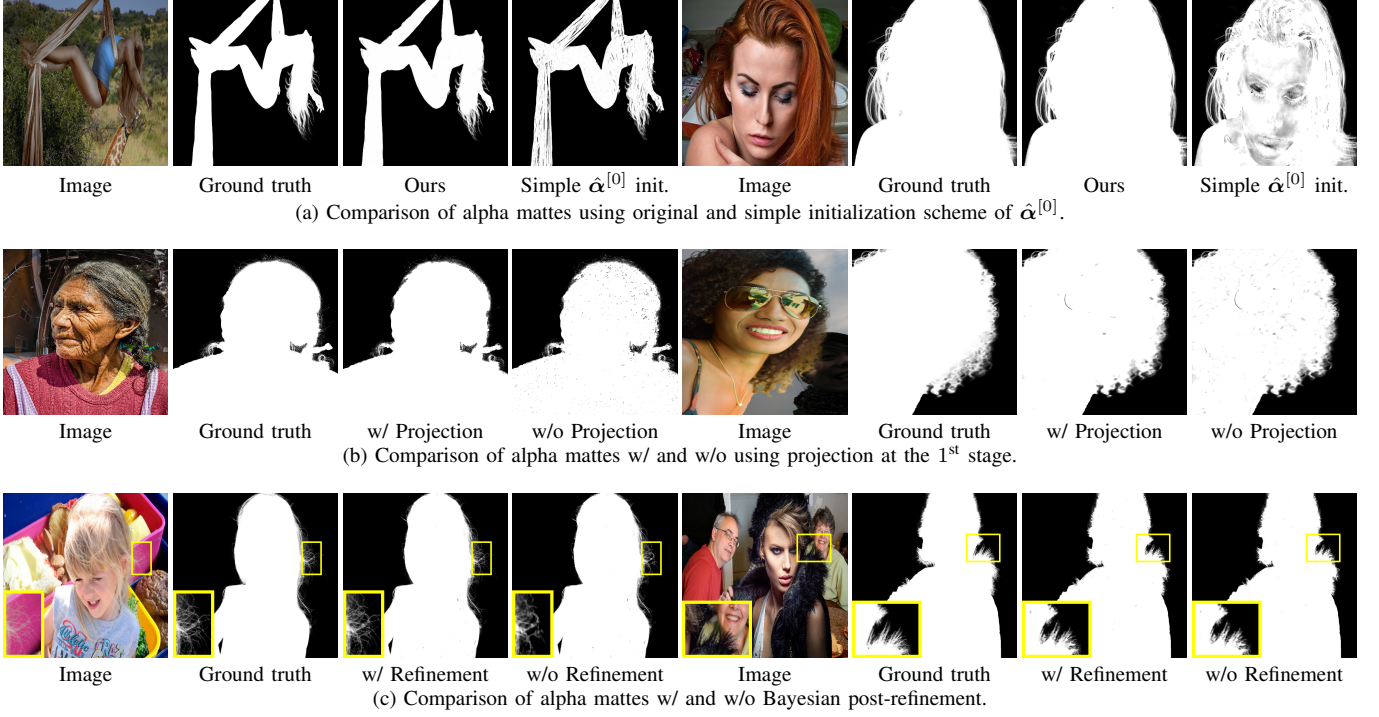 Image Ground truth Ours Simple α̂^[0] init. Image Ground truth Ours Simple α̂^[0] init.
(a) Comparison of alpha mattes using original and simple initialization scheme of α̂^[0].
Image Ground truth w/ Projection w/o Projection Image Ground truth w/ Projection w/o Projection
(b) Comparison of alpha mattes w/ and w/o using projection at the 1st stage.
Image Ground truth w/ Refinement w/o Refinement Image Ground truth w/ Refinement w/o Refinement
(c) Comparison of alpha mattes w/ and w/o Bayesian post-refinement.